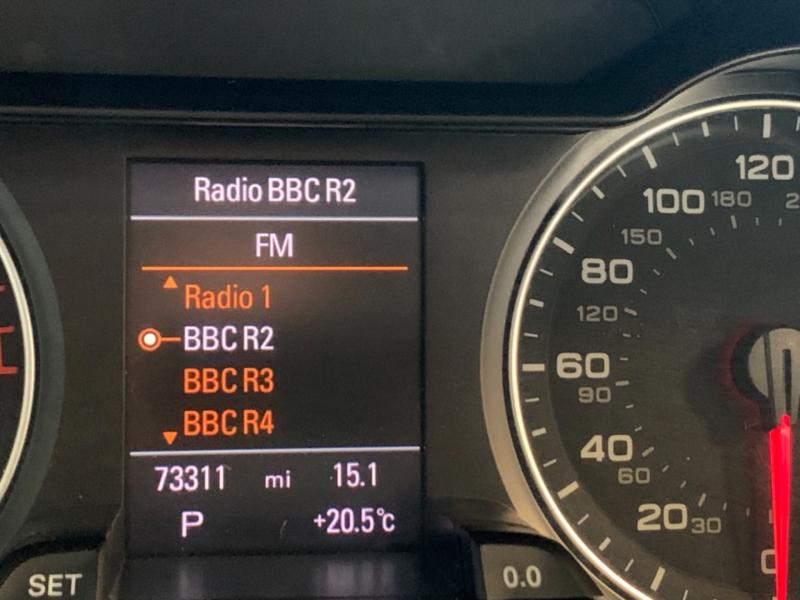 Radio BBC R2
FM
Radio 1
BBC R2
BBC R3
BBC R4
73311 mi 15.1
P +20.5°c
SET
0.0
120
100 180
150
80
120
60
90
40
60
20 30
0